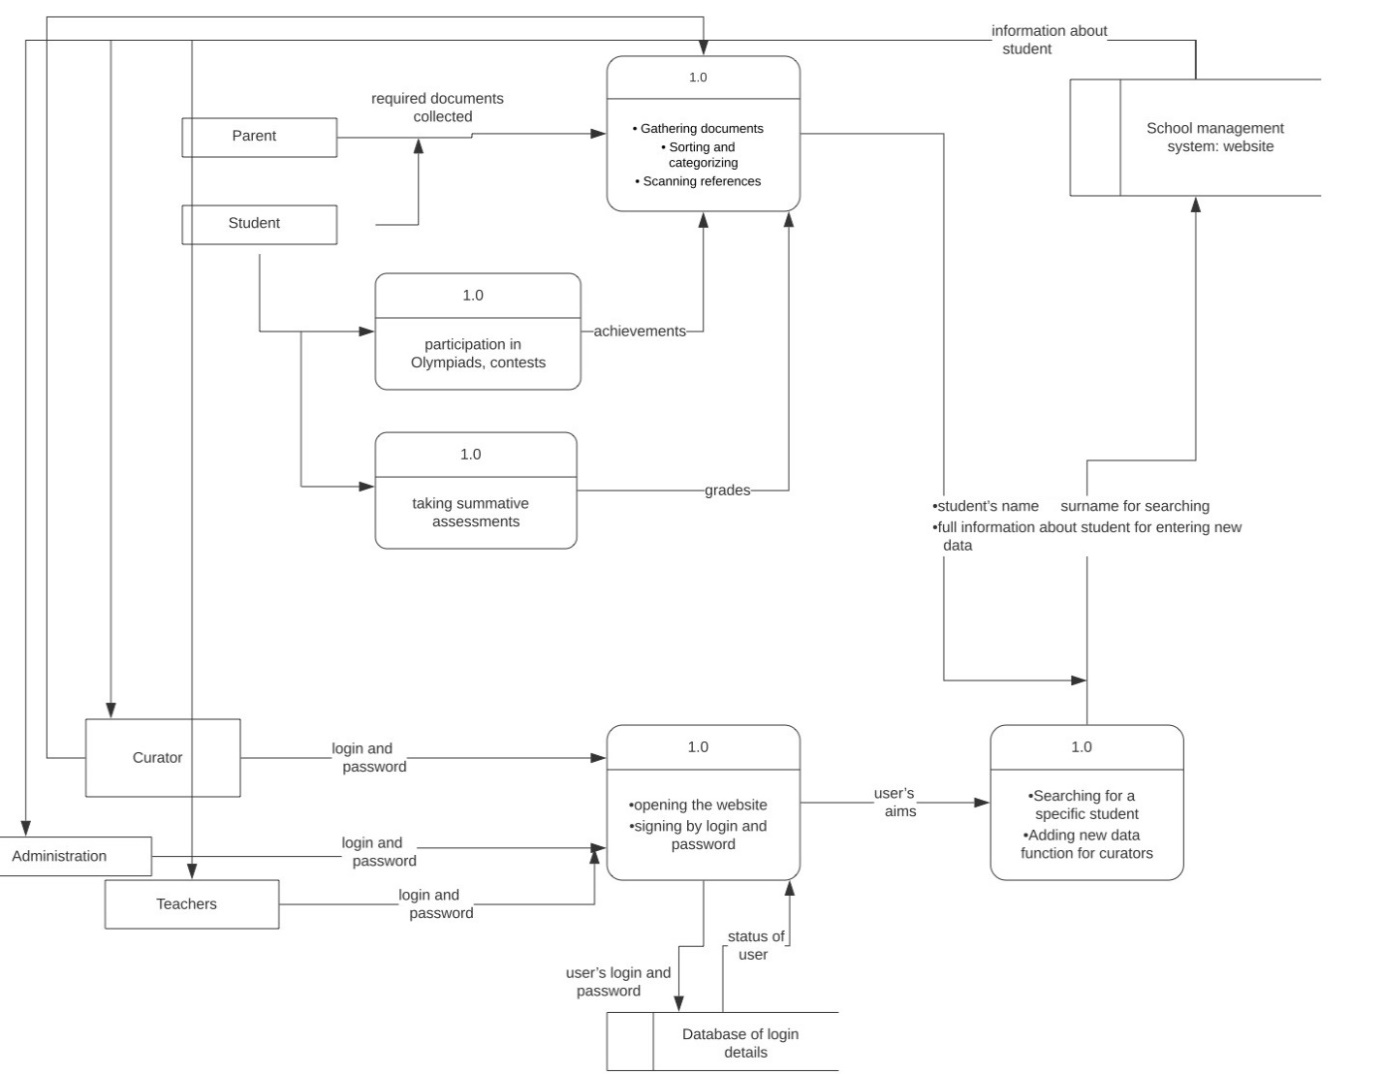 information about
student
1.0
required documents
collected
Parent
• Gathering documents
• Sorting and
categorizing
• Scanning references
School management
system: website
Student
1.0
participation in
Olympiads, contests
achievements
1.0
taking summative
assessments
grades
•student's name surname for searching
•full information about student for entering new
data
Curator
login and
password
1.0
•opening the website
•signing by login and
password
user's
aims
1.0
•Searching for a
specific student
•Adding new data
function for curators
Administration
login and
password
Teachers
login and
password
status of
user
user's login and
password
Database of login
details